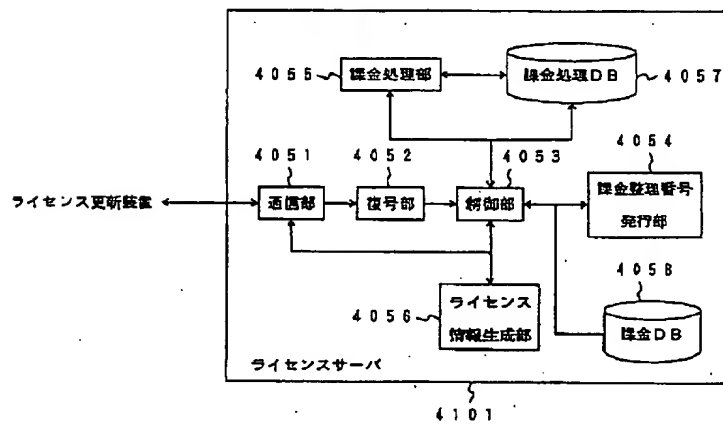 4055
課金処理部
課金処理DB
4057
4051
4052
4053
4054
ライセンス更新装置
通信部
復号部
制御部
課金整理番号
発行部
4056
ライセンス
情報生成部
4058
課金DB
ライセンスサーバ
4101